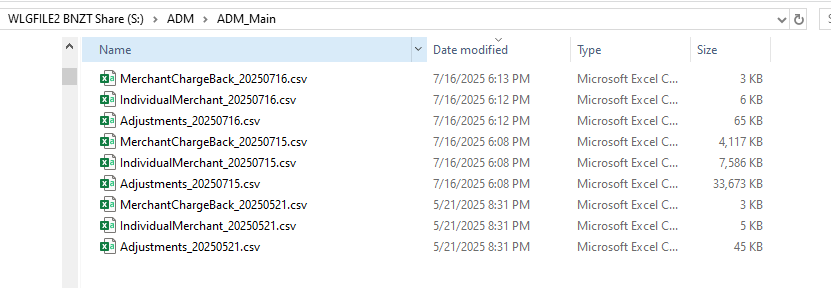 WLGFILE2 BNZT Share (S:) > ADM > ADM_Main
Name Date modified Type Size
MerchantChargeBack_20250716.csv 7/16/2025 6:13 PM Microsoft Excel C... 3 KB
IndividualMerchant_20250716.csv 7/16/2025 6:12 PM Microsoft Excel C... 6 KB
Adjustments_20250716.csv 7/16/2025 6:12 PM Microsoft Excel C... 65 KB
MerchantChargeBack_20250715.csv 7/16/2025 6:08 PM Microsoft Excel C... 4,117 KB
IndividualMerchant_20250715.csv 7/16/2025 6:08 PM Microsoft Excel C... 7,586 KB
Adjustments_20250715.csv 7/16/2025 6:08 PM Microsoft Excel C... 33,673 KB
MerchantChargeBack_20250521.csv 5/21/2025 8:31 PM Microsoft Excel C... 3 KB
IndividualMerchant_20250521.csv 5/21/2025 8:31 PM Microsoft Excel C... 5 KB
Adjustments_20250521.csv 5/21/2025 8:31 PM Microsoft Excel C... 45 KB